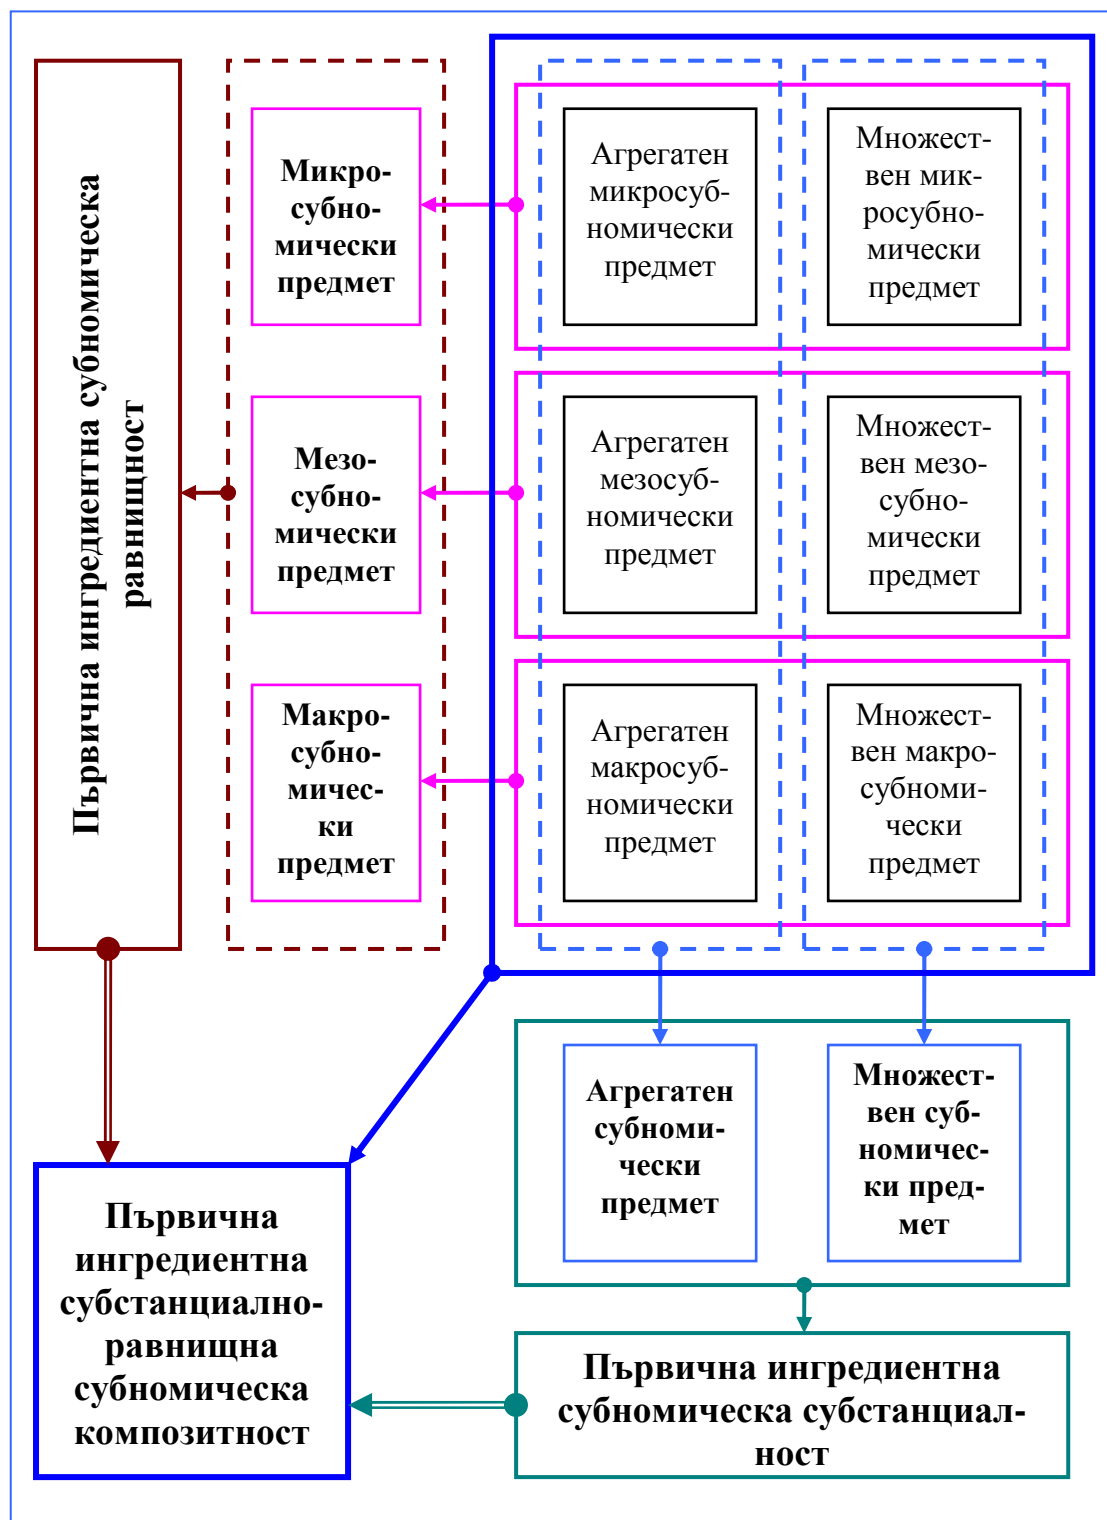 Първична ингредиентна субномическа
равнищност
Микро-
субно-
мически
предмет
Агрегатен
микросуб-
номически
предмет
Множест-
вен мик-
росубно-
мически
предмет
Мезо-
субно-
мически
предмет
Агрегатен
мезосуб-
номически
предмет
Множест-
вен мезо-
субно-
мически
предмет
Макро-
субно-
мичес-
ки
предмет
Агрегатен
макросуб-
номически
предмет
Множест-
вен макро-
субноми-
чески
предмет
Агрегатен
субноми-
чески
предмет
Множест-
вен суб-
номичес-
ки пред-
мет
Първична
ингредиентна
субстанциално-
равнищна
субномическа
композитност
Първична ингредиентна
субномическа субстанциал-
ност